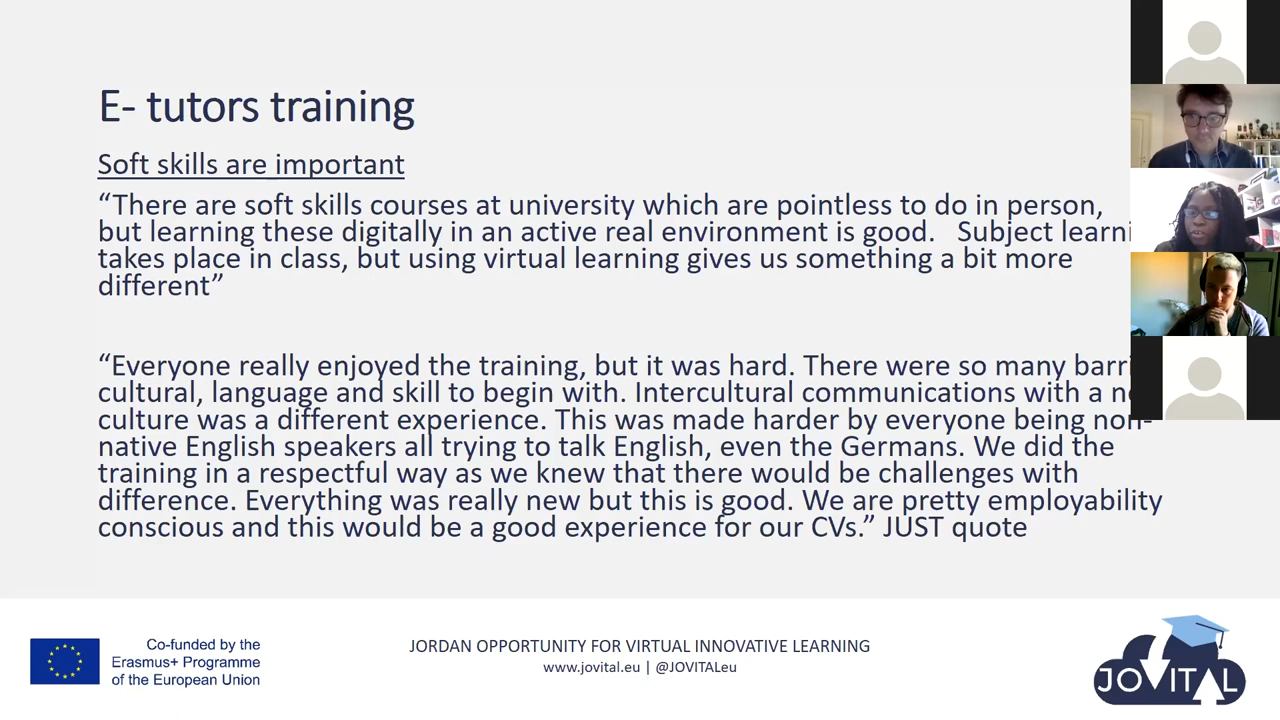 E- tutors training
Soft skills are important
“There are soft skills courses at university which are pointless to do in person,
but learning these digitally in an active real environment is good.   Subject
takes place in class, but using virtual learning gives us something a bit more
different”
“Everyone really enjoyed the training, but it was hard. There were so many
cultural, language and skill to begin with. Intercultural communications with a
culture was a different experience. This was made harder by everyone being non-
native English speakers all trying to talk English, even the Germans. We did the
training in a respectful way as we knew that there would be challenges with
difference. Everything was really new but this is good. We are pretty employability
conscious and this would be a good experience for our CVs.” JUST quote
Co-funded by the
Erasmus+ Programme
of the European Union
JORDAN OPPORTUNITY FOR VIRTUAL INNOVATIVE LEARNING
www.jovital.eu | @JOVITALeu
JOVITAL